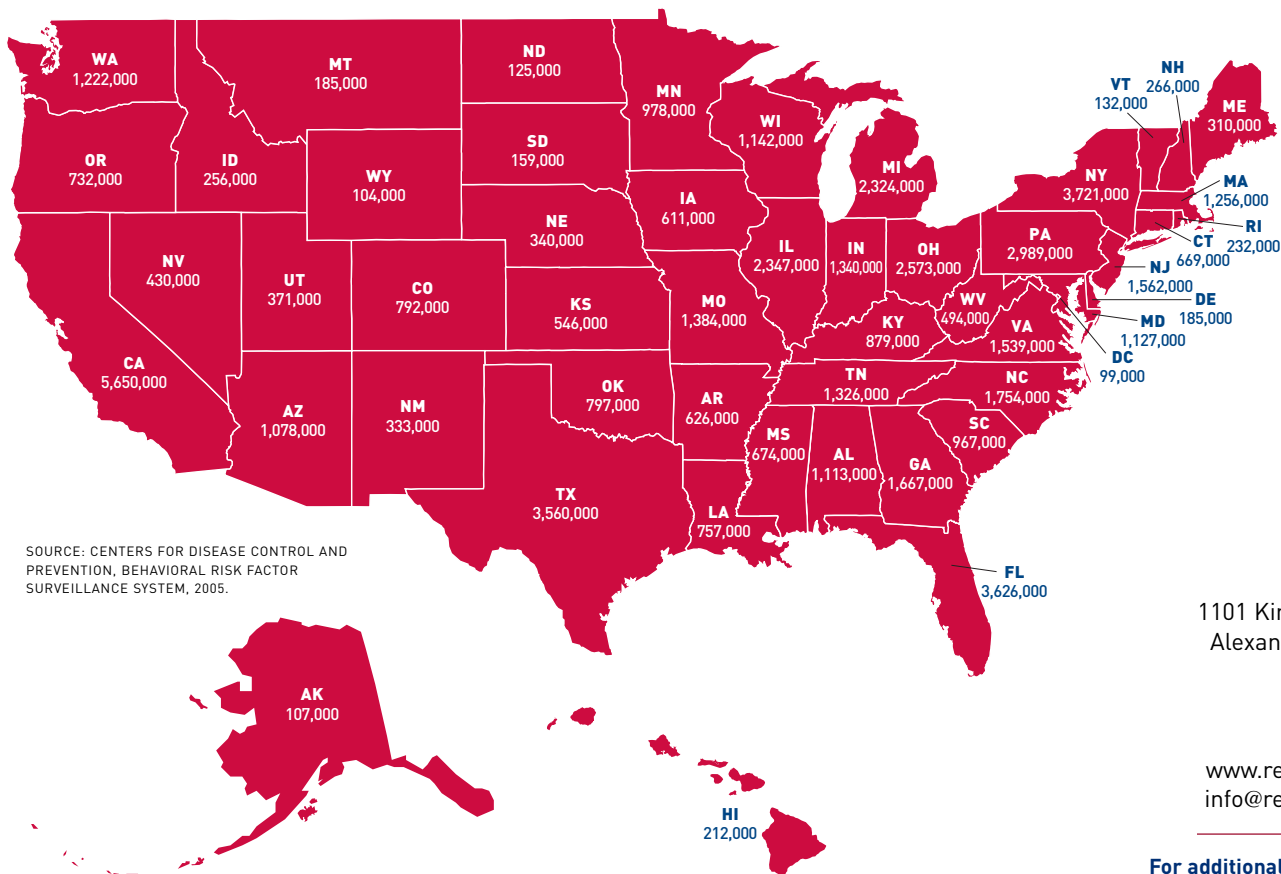 WA
1,222,000
MT
185,000
ND
125,000
MN
978,000
OR
732,000
ID
256,000
WY
104,000
SD
159,000
WI
1,142,000
MI
2,324,000
VT
132,000
NH
266,000
ME
310,000
NY
3,721,000
MA
1,256,000
RI
232,000
CT
669,000
NJ
1,562,000
DE
185,000
MD
1,127,000
DC
99,000
NV
430,000
UT
371,000
CO
792,000
NE
340,000
IA
611,000
IL
2,347,000
IN
1,340,000
OH
2,573,000
PA
2,989,000
WV
494,000
VA
1,539,000
KS
546,000
MO
1,384,000
KY
879,000
CA
5,650,000
AZ
1,078,000
NM
333,000
OK
797,000
AR
626,000
TN
1,326,000
NC
1,754,000
SC
967,000
MS
674,000
AL
1,113,000
GA
1,667,000
TX
3,560,000
LA
757,000
FL
3,626,000
SOURCE: CENTERS FOR DISEASE CONTROL AND
PREVENTION, BEHAVIORAL RISK FACTOR
SURVEILLANCE SYSTEM, 2005.
AK
107,000
HI
212,000
1101 Kin
Alexan
www.re
info@re
For additional